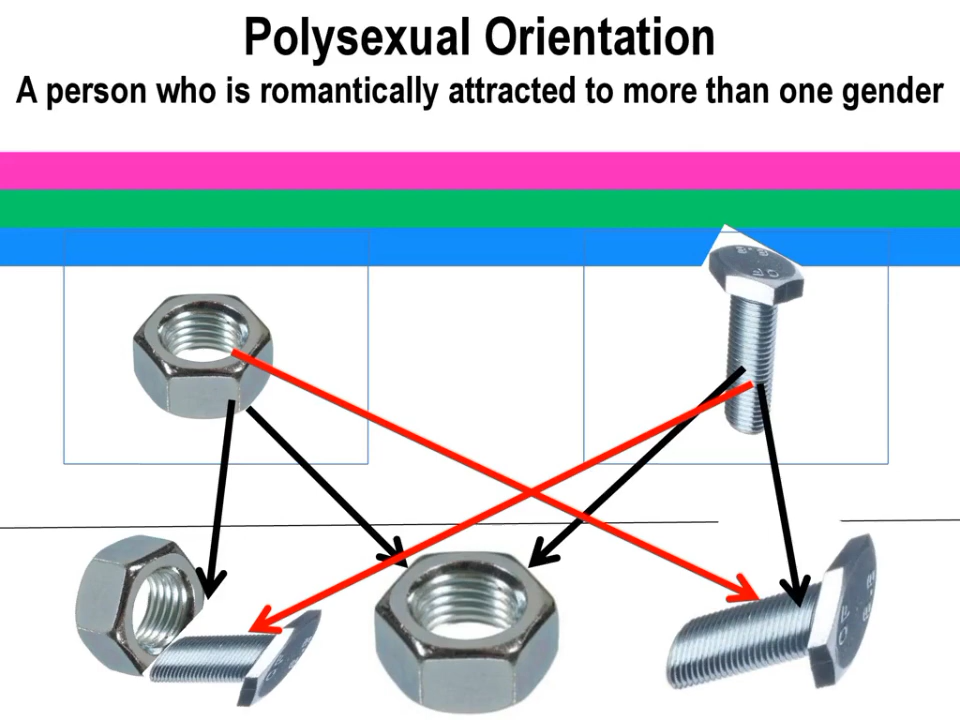 Polysexual Orientation
A person who is romantically attracted to more than one gender